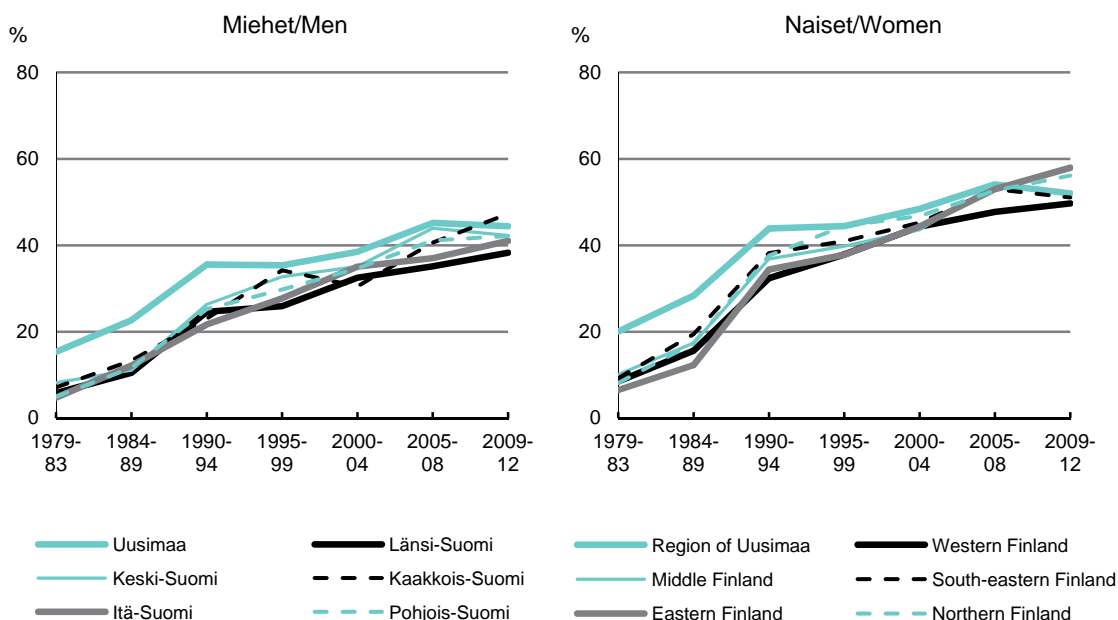 Miehet/Men
%
80
60
40
20
0
1979-
83
1984-
89
1990-
94
1995-
99
2000-
04
2005-
08
2009-
12
Uusimaa
Länsi-Suomi
Keski-Suomi
Kaakkois-Suomi
Itä-Suomi
Pohjois-Suomi
Naiset/Women
%
80
60
40
20
0
1979-
83
1984-
89
1990-
94
1995-
99
2000-
04
2005-
08
2009-
12
Region of Uusimaa
Western Finland
Middle Finland
South-eastern Finland
Eastern Finland
Northern Finland